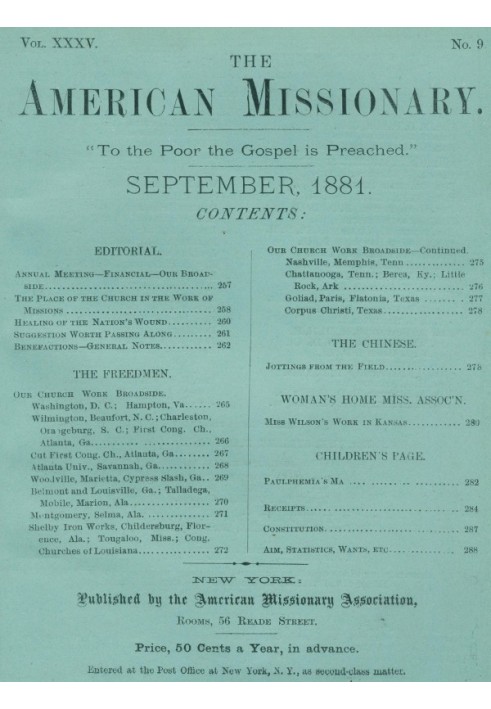 VOL. XXXV.
No. 9
THE
AMERICAN MISSIONARY.
"To the Poor the Gospel is Preached."
SEPTEMBER, 1881.
CONTENTS:
EDITORIAL.
ANNUAL MEETING—FINANCIAL—OUR BROAD-
SIDE........................................ 257
THE PLACE OF THE CHURCH IN THE WORK OF
MISSIONS................................... 258
HEALING OF THE NATION'S WOUND.......... 260
SUGGESTION WORTH PASSING ALONG........ 261
BENEFACTIONS—GENERAL NOTES............ 262
THE FREEDMEN.
OUR CHURCH WORK BROADSIDE.
Washington, D. C.; Hampton, Va...... 265
Wilmington, Beaufort, N. C.; Charleston,
Orangeburg, S. C.; First Cong. Ch.,
Atlanta, Ga............................. 266
Cut First Cong. Ch., Atlanta, Ga....... 267
Atlanta Univ., Savannah, Ga............ 268
Woodville, Marietta, Cypress Slash, Ga.. 269
Belmont and Louisville, Ga.; Talladega,
Mobile, Marion, Ala.................... 270
Montgomery, Selma, Ala................. 271
Shelby Iron Works, Childersburg, Flor-
ence, Ala.; Tougaloo, Miss.; Cong.
Churches of Louisiana................. 272
OUR CHURCH WORK BROADSIDE—Continued.
Nashville, Memphis, Tenn............. 275
Chattanooga, Tenn.; Berea, Ky.; Little
Rock, Ark.............................. 276
Goliad, Paris, Flatonia, Texas........ 277
Corpus Christi, Texas.................. 278
THE CHINESE.
JOTTINGS FROM THE FIELD................. 278
WOMAN'S HOME MISS. ASSOC'N.
MISS WILSON'S WORK IN KANSAS............ 280
CHILDREN'S PAGE.
PAULPHEMIA'S MA......................... 282
RECEIPTS................................. 284
CONSTITUTION............................. 287
AIM, STATISTICS, WANTS, ETC.............. 288
NEW YORK:
Published by the American Missionary Association,
ROOMS, 56 READE STREET.
Price, 50 Cents a Year, in advance.
Entered at the Post Office at New York, N. Y., as second-class matter.